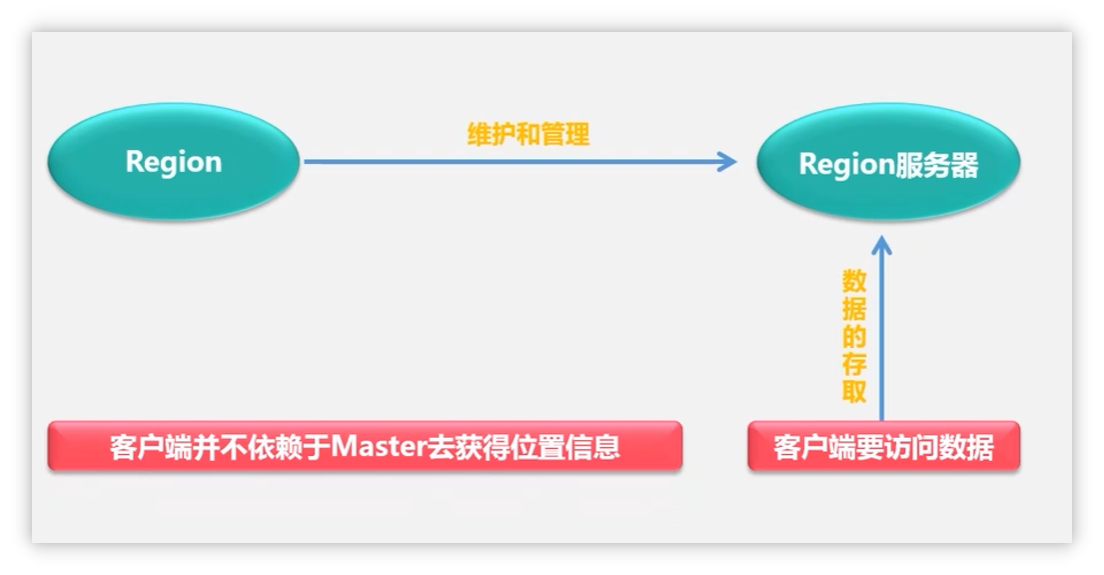 维护和管理
Region
Region服务器
数据的存取
客户端并不依赖于Master去获得位置信息
客户端要访问数据